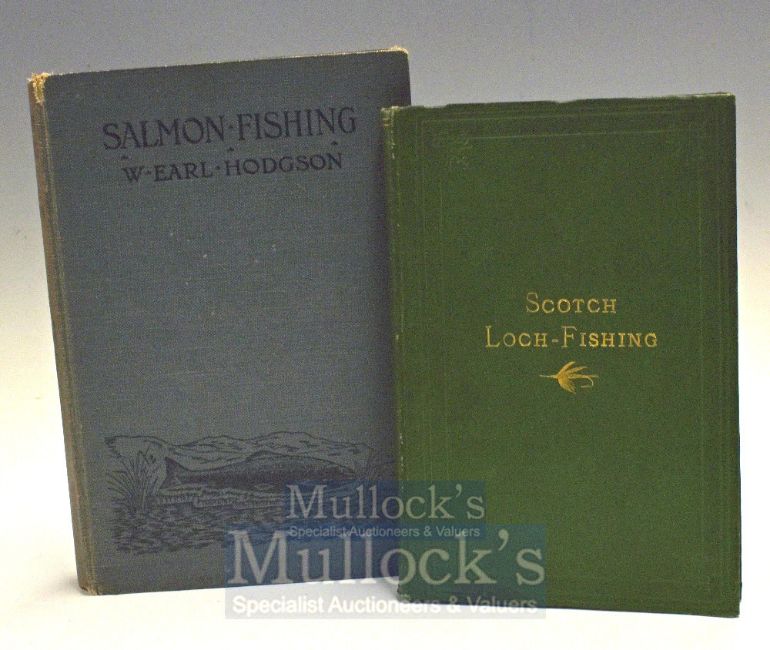 SALMON·FISHING
W·EARL·HODGSON
SCOTCH
LOCH-FISHING
Mullock's
Specialist Auctioneers & Valuers
Mullock's
Specialist Auctioneers & Valuers